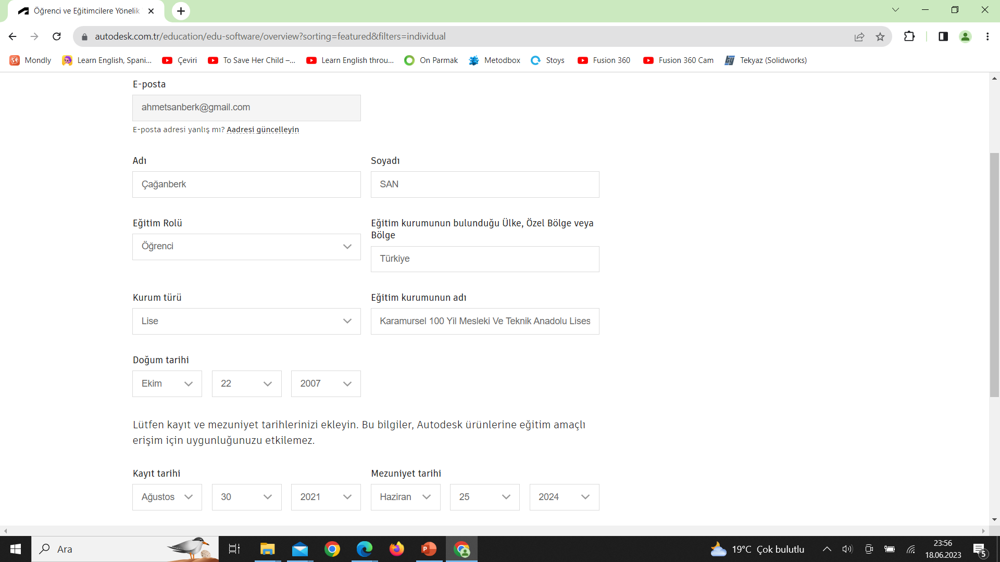 Öğrenci ve Eğitimcilere Yönelik
autodesk.com.tr/education/edu-software/overview?sorting=featured&filters=individual
Mondly
Learn English, Spani...
Çeviri
To Save Her Child –...
Learn English throu...
On Parmak
Metodbox
Stoys
Fusion 360
Fusion 360 Cam
Tekyaz (Solidworks)
E-posta
ahmetsanberk@gmail.com
E-posta adresi yanlış mı? Aadresi güncelleyin
Adı
Soyadı
Çağanberk
SAN
Eğitim Rolü
Eğitim kurumunun bulunduğu Ülke, Özel Bölge veya
Bölge
Öğrenci
Türkiye
Kurum türü
Eğitim kurumunun adı
Lise
Karamursel 100 Yil Mesleki Ve Teknik Anadolu Lises
Doğum tarihi
Ekim
22
2007
Lütfen kayıt ve mezuniyet tarihlerinizi ekleyin. Bu bilgiler, Autodesk ürünlerine eğitim amaçlı
erişim için uygunluğunuzu etkilemez.
Kayıt tarihi
Mezuniyet tarihi
Ağustos
30
2021
Haziran
25
2024
Ara
19°C Çok bulutlu
23:56
18.06.2023
5